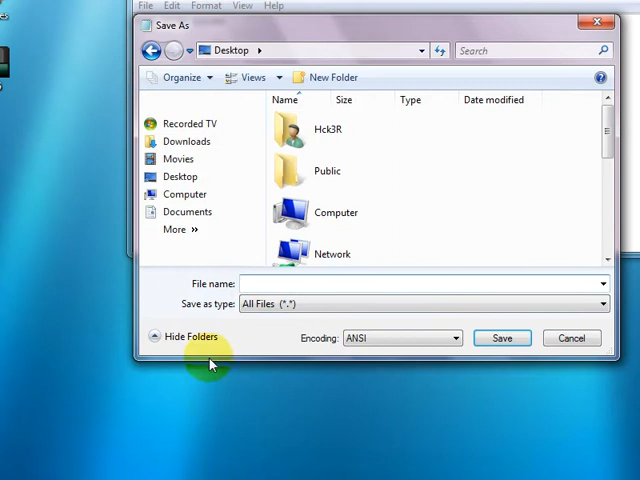 File Edit Format View Help
Save As
Desktop
Search
Organize Views New Folder
Name Size Type Date modified
Recorded TV
Downloads
Movies
Desktop
Computer
Documents
More »
Hck3R
Public
Computer
Network
File name:
Save as type: All Files (*.*)
Hide Folders Encoding: ANSI Save Cancel